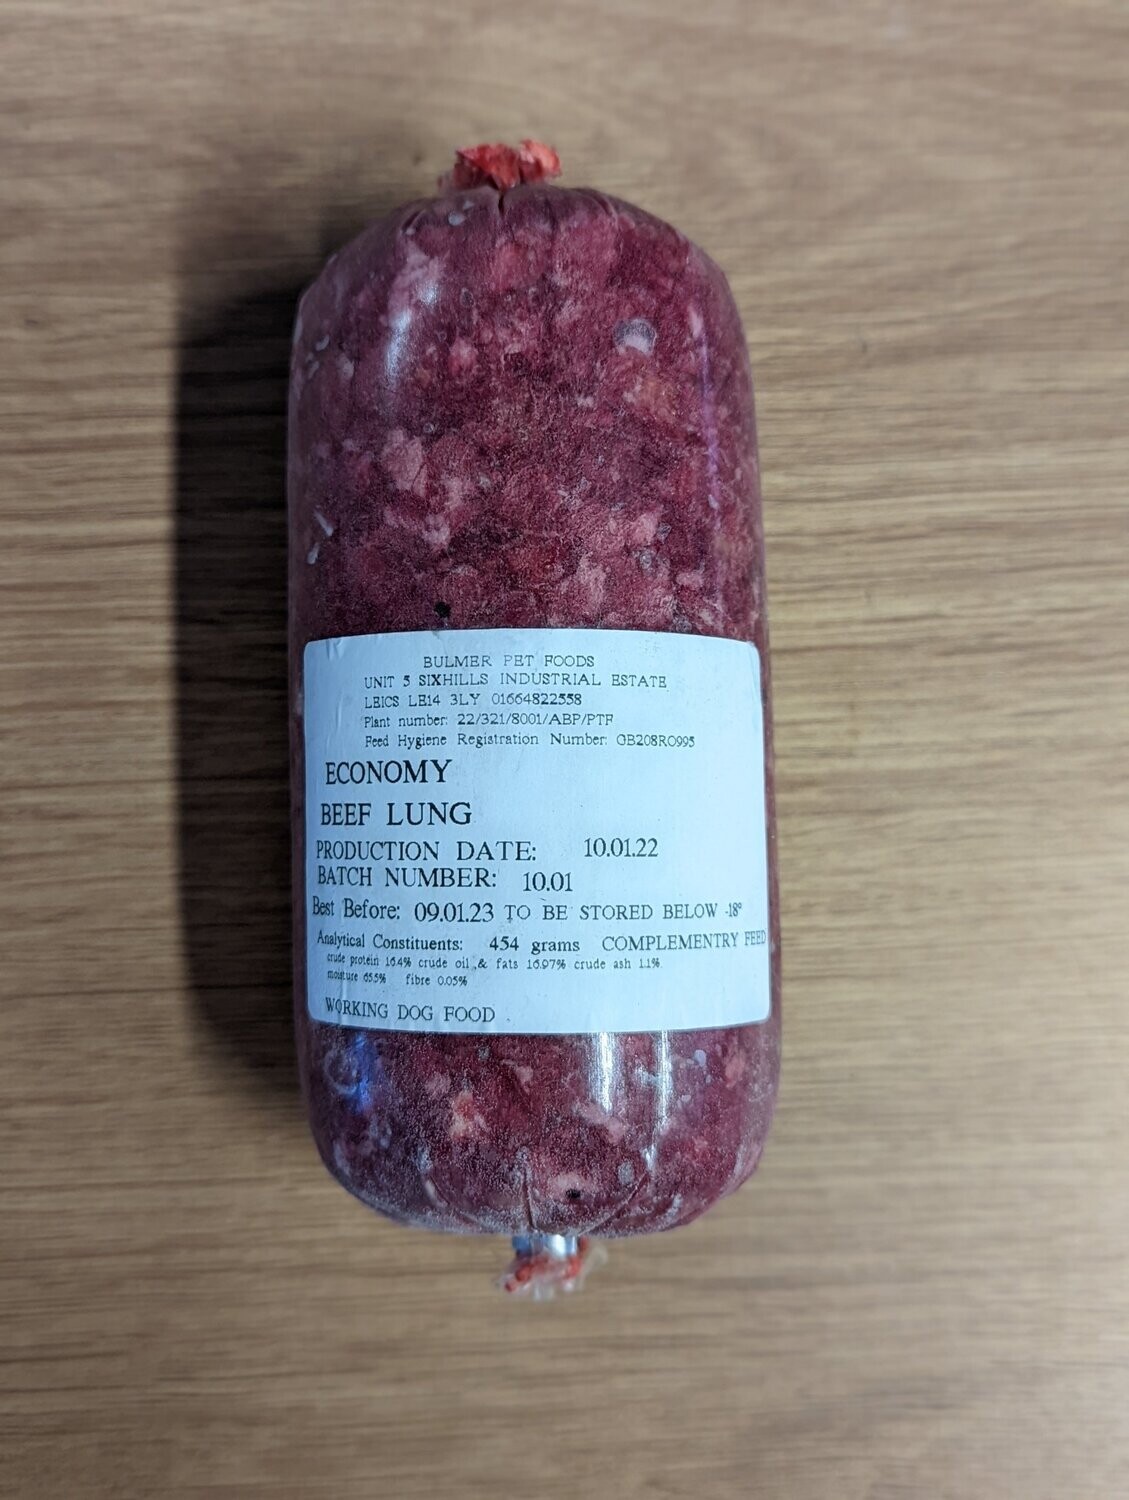 BULMER PET FOODS
UNIT 5 SIXHILLS INDUSTRIAL ESTATE
LEICS LE14 3LY 01664822558
Plant number: 22/321/8001/ABP/PTF
Feed Hygiene Registration Number: GB208R0995
ECONOMY
BEEF LUNG
PRODUCTION DATE: 10.01.22
BATCH NUMBER: 10.01
Best Before: 09.01.23 TO BE STORED BELOW -18°
Analytical Constituents: 454 grams COMPLEMENTRY FEED
crude protein 16.4% crude oil & fats 16.97% crude ash 1.1%
moisture 65.5% fibre 0.05%
WORKING DOG FOOD